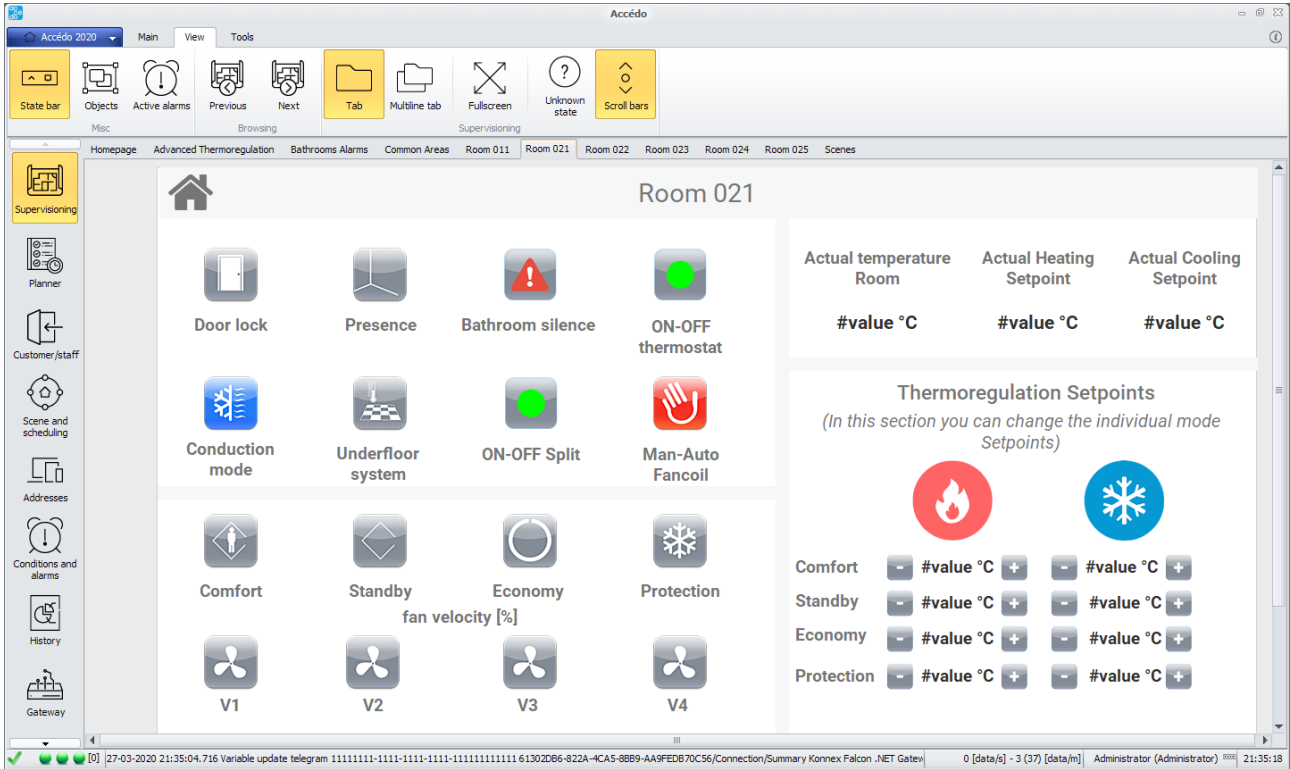 Accédo
Accédo 2020 Main View Tools
State bar Objects Active alarms Previous Next Tab Multiline tab Fullscreen Unknown state Scroll bars
Misc Browsing Supervisioning
Homepage Advanced Thermoregulation Bathrooms Alarms Common Areas Room 011 Room 021 Room 022 Room 023 Room 024 Room 025 Scenes
Supervisioning
Planner
Customer/staff
Scene and
scheduling
Addresses
Conditions and
alarms
History
Gateway
Room 021
Door lock Presence Bathroom silence ON-OFF
thermostat
Conduction
mode
Underfloor
system
ON-OFF Split
Man-Auto
Fancoil
Comfort Standby Economy Protection
fan velocity [%]
V1 V2 V3 V4
Actual temperature
Room
Actual Heating
Setpoint
Actual Cooling
Setpoint
#value °C #value °C #value °C
Thermoregulation Setpoints
(In this section you can change the individual mode
Setpoints)
Comfort - #value °C + - #value °C +
Standby - #value °C + - #value °C +
Economy - #value °C + - #value °C +
Protection - #value °C + - #value °C +
[0] 27-03-2020 21:35:04.716 Variable update telegram 11111111-1111-1111-1111-111111111111 61302DB6-822A-4CA5-8BB9-AA9FEDB70C56/Connection/Summary Konnex Falcon .NET Gatew 0 [data/s] - 3 (37) [data/m] Administrator (Administrator) 21:35:18